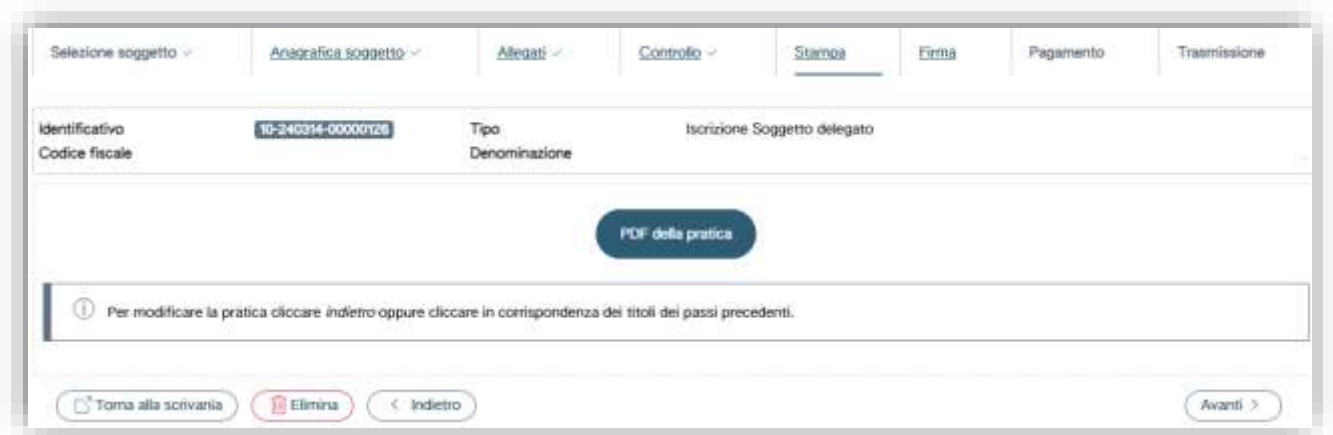 Selezione soggetto Anagrafica soggetto Allegati Controllo Stampa Firma Pagamento Trasmissione
Identificativo 10-240314-00000126 Tipo Iscrizione Soggetto delegato
Codice fiscale Denominazione
PDF della pratica
Per modificare la pratica cliccare indietro oppure cliccare in corrispondenza dei titoli dei passi precedenti.
Torna alla scrivania Elimina < Indietro Avanti >